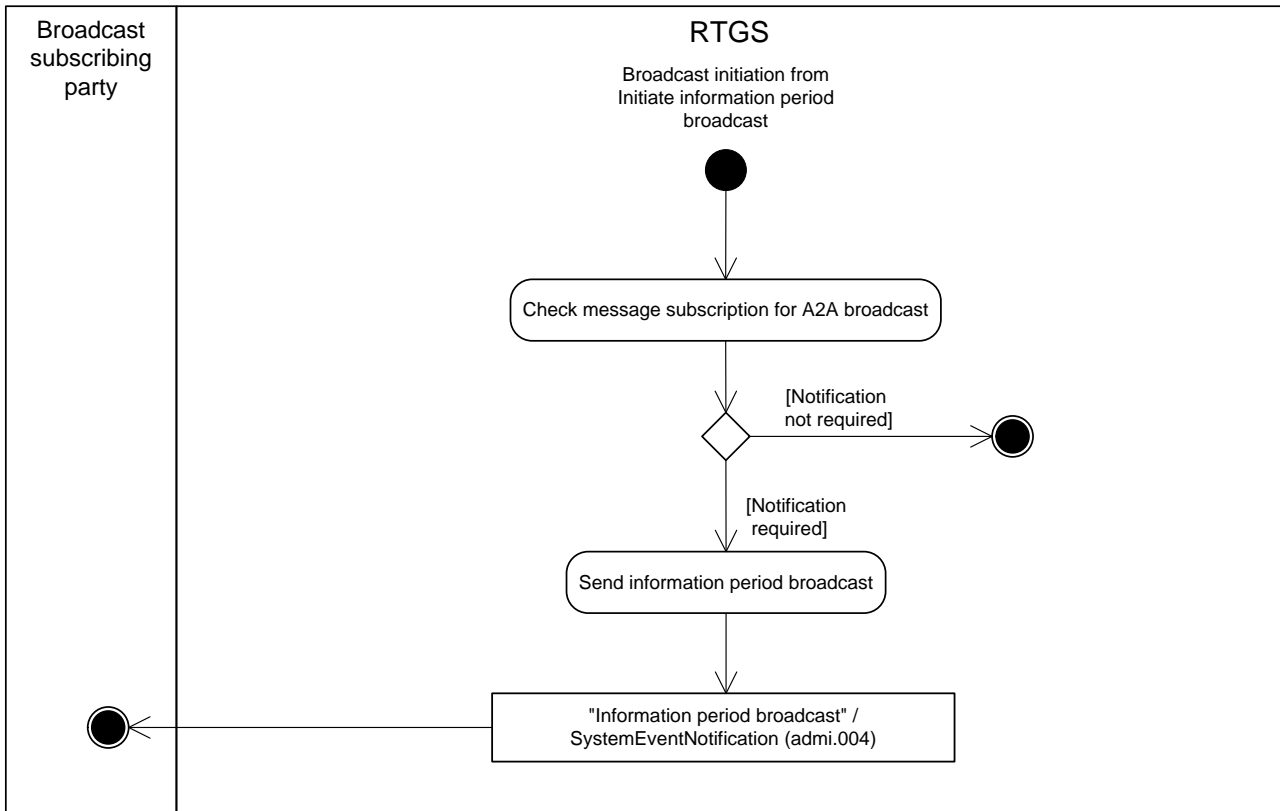 Broadcast
subscribing
party
RTGS
Broadcast initiation from
Initiate information period
broadcast
Check message subscription for A2A broadcast
[Notification
not required]
[Notification
required]
Send information period broadcast
"Information period broadcast" /
SystemEventNotification (admi.004)